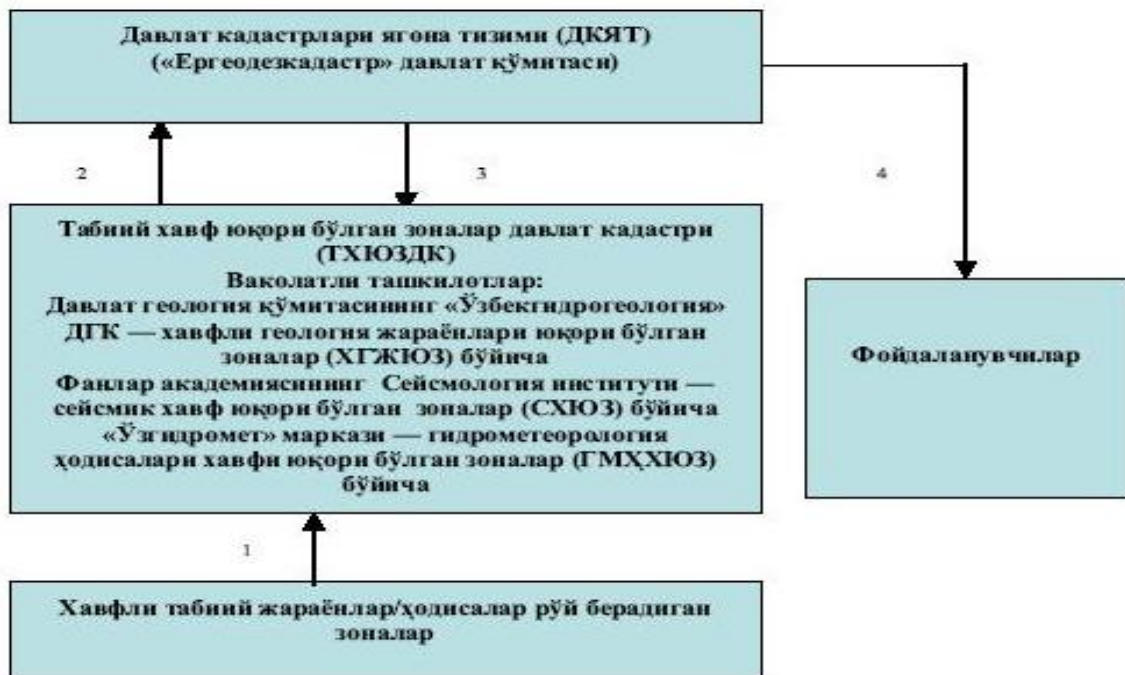 Давлат кадастрлари ягона тизими (ДКЯТ)
(«Ергеодезкадастр» давлат қўмитаси)
2
3
4
Табиий хавф юқори бўлган зоналар давлат кадастри
(ТХЮЗДК)
Ваколатли ташкилотлар:
Давлат геология қўмитасининг «Ўзбекгидрогеология»
ДГК — хавфли геология жараёнлари юқори бўлган
зоналар (ХГЖЮЗ) бўйича
Фанлар академиясининг Сейсмология институти —
сейсмик хавф юқори бўлган зоналар (СХЮЗ) бўйича
«Ўзгидромет» маркази — гидрометеорология
ҳодисалари хавфи юқори бўлган зоналар (ГМҲХЮЗ)
бўйича
Фойдаланувчилар
1
Хавфли табиий жараёнлар/ҳодисалар рўй берадиган
зоналар